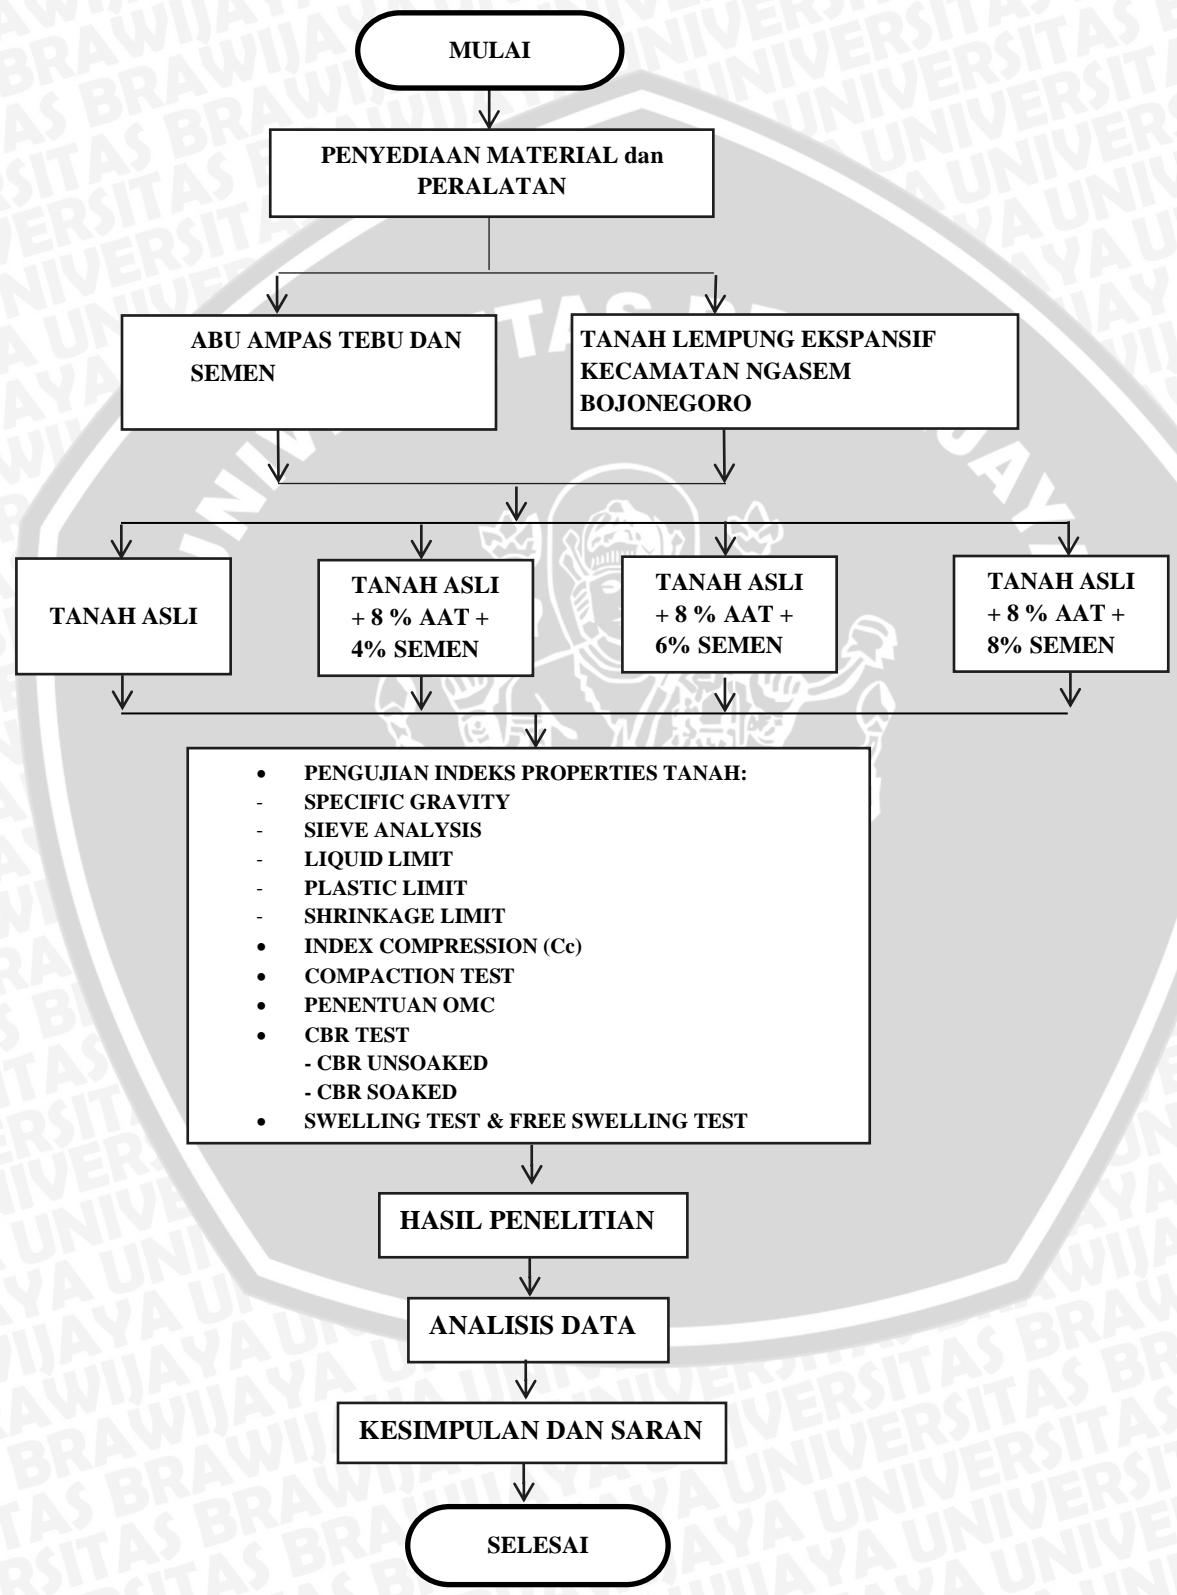 MULAI
PENYEDIAAN MATERIAL dan
PERALATAN
ABU AMPAS TEBU DAN
SEMEN
TANAH LEMPUNG EKSPANSIF
KECAMATAN NGASEM
BOJONEGORO
TANAH ASLI
TANAH ASLI
+ 8 % AAT +
4% SEMEN
TANAH ASLI
+ 8 % AAT +
6% SEMEN
TANAH ASLI
+ 8 % AAT +
8% SEMEN
• PENGUJIAN INDEKS PROPERTIES TANAH:
- SPECIFIC GRAVITY
- SIEVE ANALYSIS
- LIQUID LIMIT
- PLASTIC LIMIT
- SHRINKAGE LIMIT
• INDEX COMPRESSION (Cc)
• COMPACTION TEST
• PENENTUAN OMC
• CBR TEST
- CBR UNSOAKED
- CBR SOAKED
• SWELLING TEST & FREE SWELLING TEST
HASIL PENELITIAN
ANALISIS DATA
KESIMPULAN DAN SARAN
SELESAI